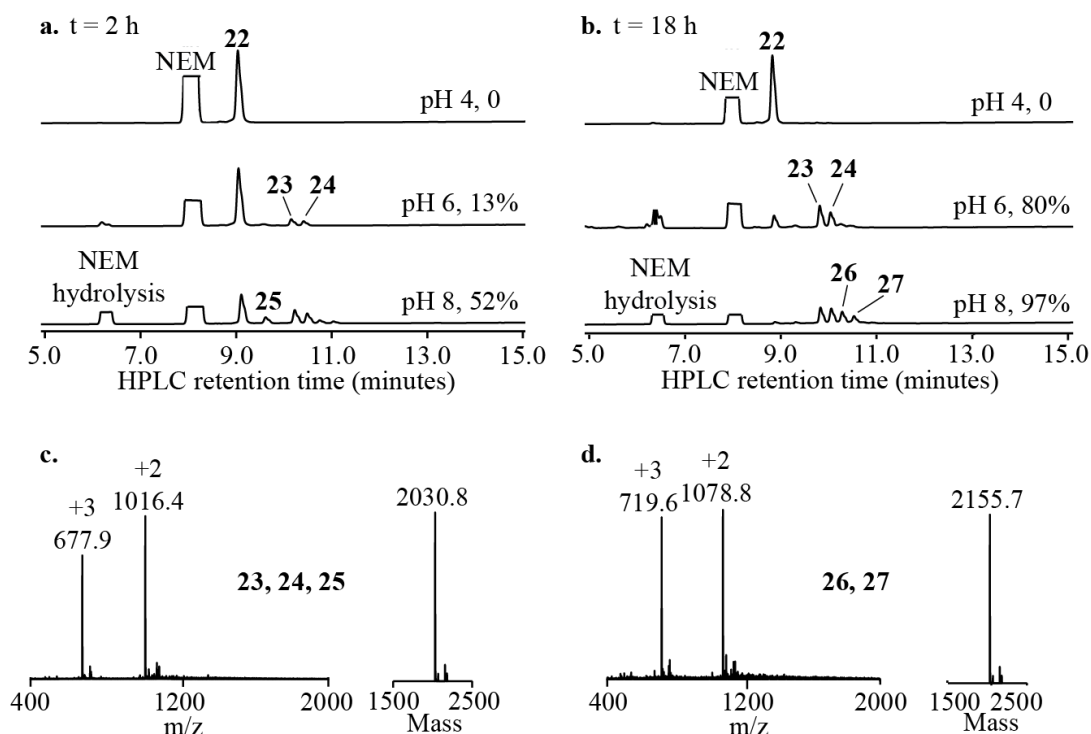 a. t = 2 h
22
NEM
pH 4, 0
23
24
pH 6, 13%
NEM
hydrolysis
25
pH 8, 52%
5.0 7.0 9.0 11.0 13.0 15.0
HPLC retention time (minutes)
b. t = 18 h
22
NEM
pH 4, 0
23 24
pH 6, 80%
NEM
hydrolysis
26
27
pH 8, 97%
5.0 7.0 9.0 11.0 13.0 15.0
HPLC retention time (minutes)
c.
+2
1016.4
+3
677.9
2030.8
23, 24, 25
400 1200 2000
m/z
1500 2500
Mass
d.
+3
719.6
+2
1078.8
2155.7
26, 27
400 1200 2000
m/z
1500 2500
Mass